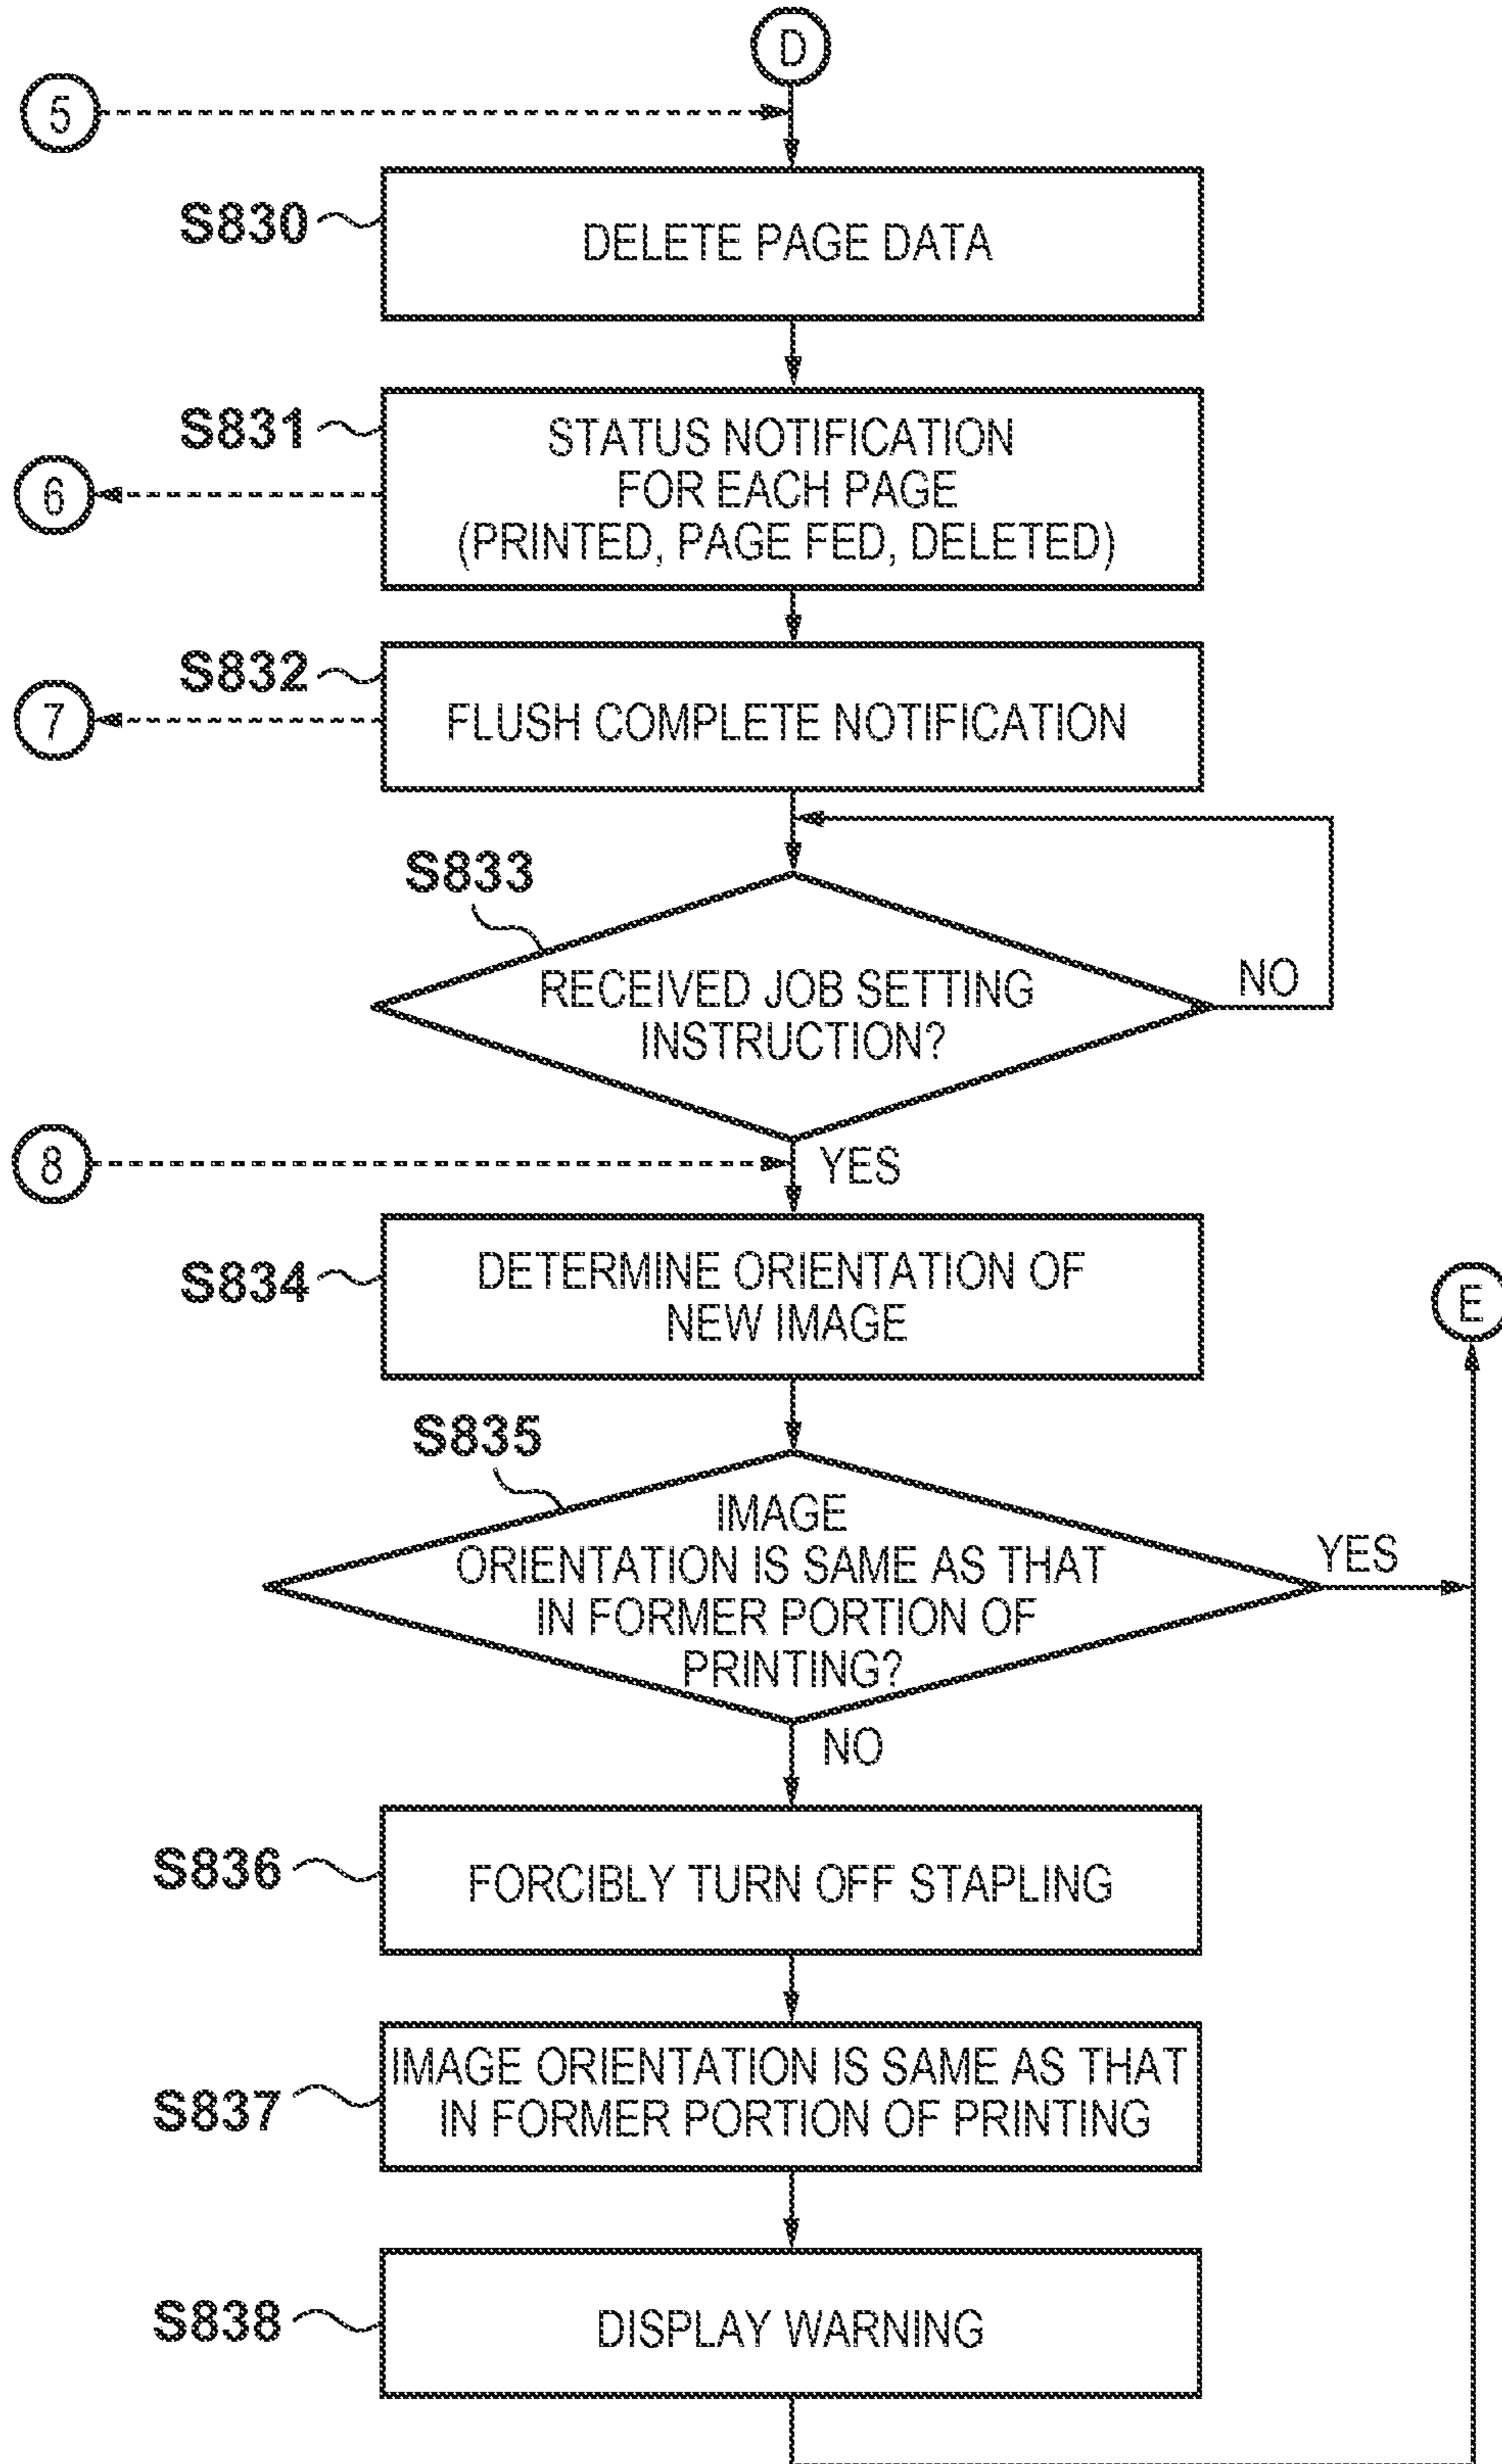 D
5
S830
DELETE PAGE DATA
S831
STATUS NOTIFICATION
FOR EACH PAGE
(PRINTED, PAGE FED, DELETED)
6
S832
FLUSH COMPLETE NOTIFICATION
7
S833
RECEIVED JOB SETTING
INSTRUCTION?
NO
8
YES
S834
DETERMINE ORIENTATION OF
NEW IMAGE
E
S835
IMAGE
ORIENTATION IS SAME AS THAT
IN FORMER PORTION OF
PRINTING?
YES
NO
S836
FORCIBLY TURN OFF STAPLING
S837
IMAGE ORIENTATION IS SAME AS THAT
IN FORMER PORTION OF PRINTING
S838
DISPLAY WARNING